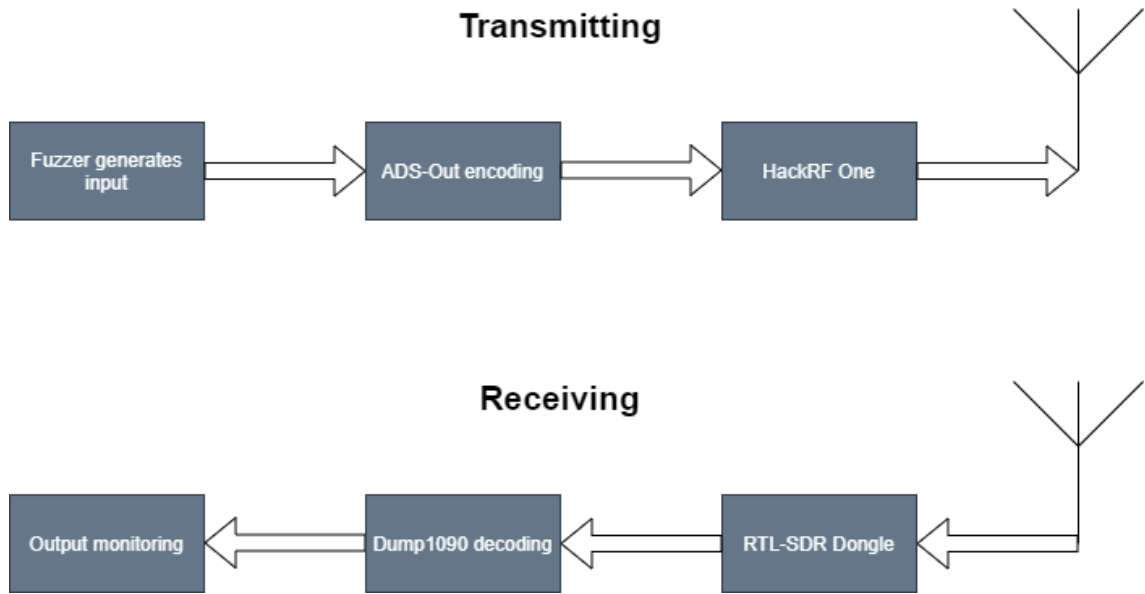 Transmitting
Fuzzer generates
input
ADS-Out encoding
HackRF One
Receiving
Output monitoring
Dump1090 decoding
RTL-SDR Dongle